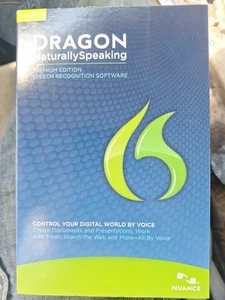 DRAGON
NaturallySpeaking
PREMIUM EDITION
SPEECH RECOGNITION SOFTWARE
CONTROL YOUR DIGITAL WORLD BY VOICE
Create Documents and Presentations, Work
with Email, Search the Web and More—All By Voice
NUANCE